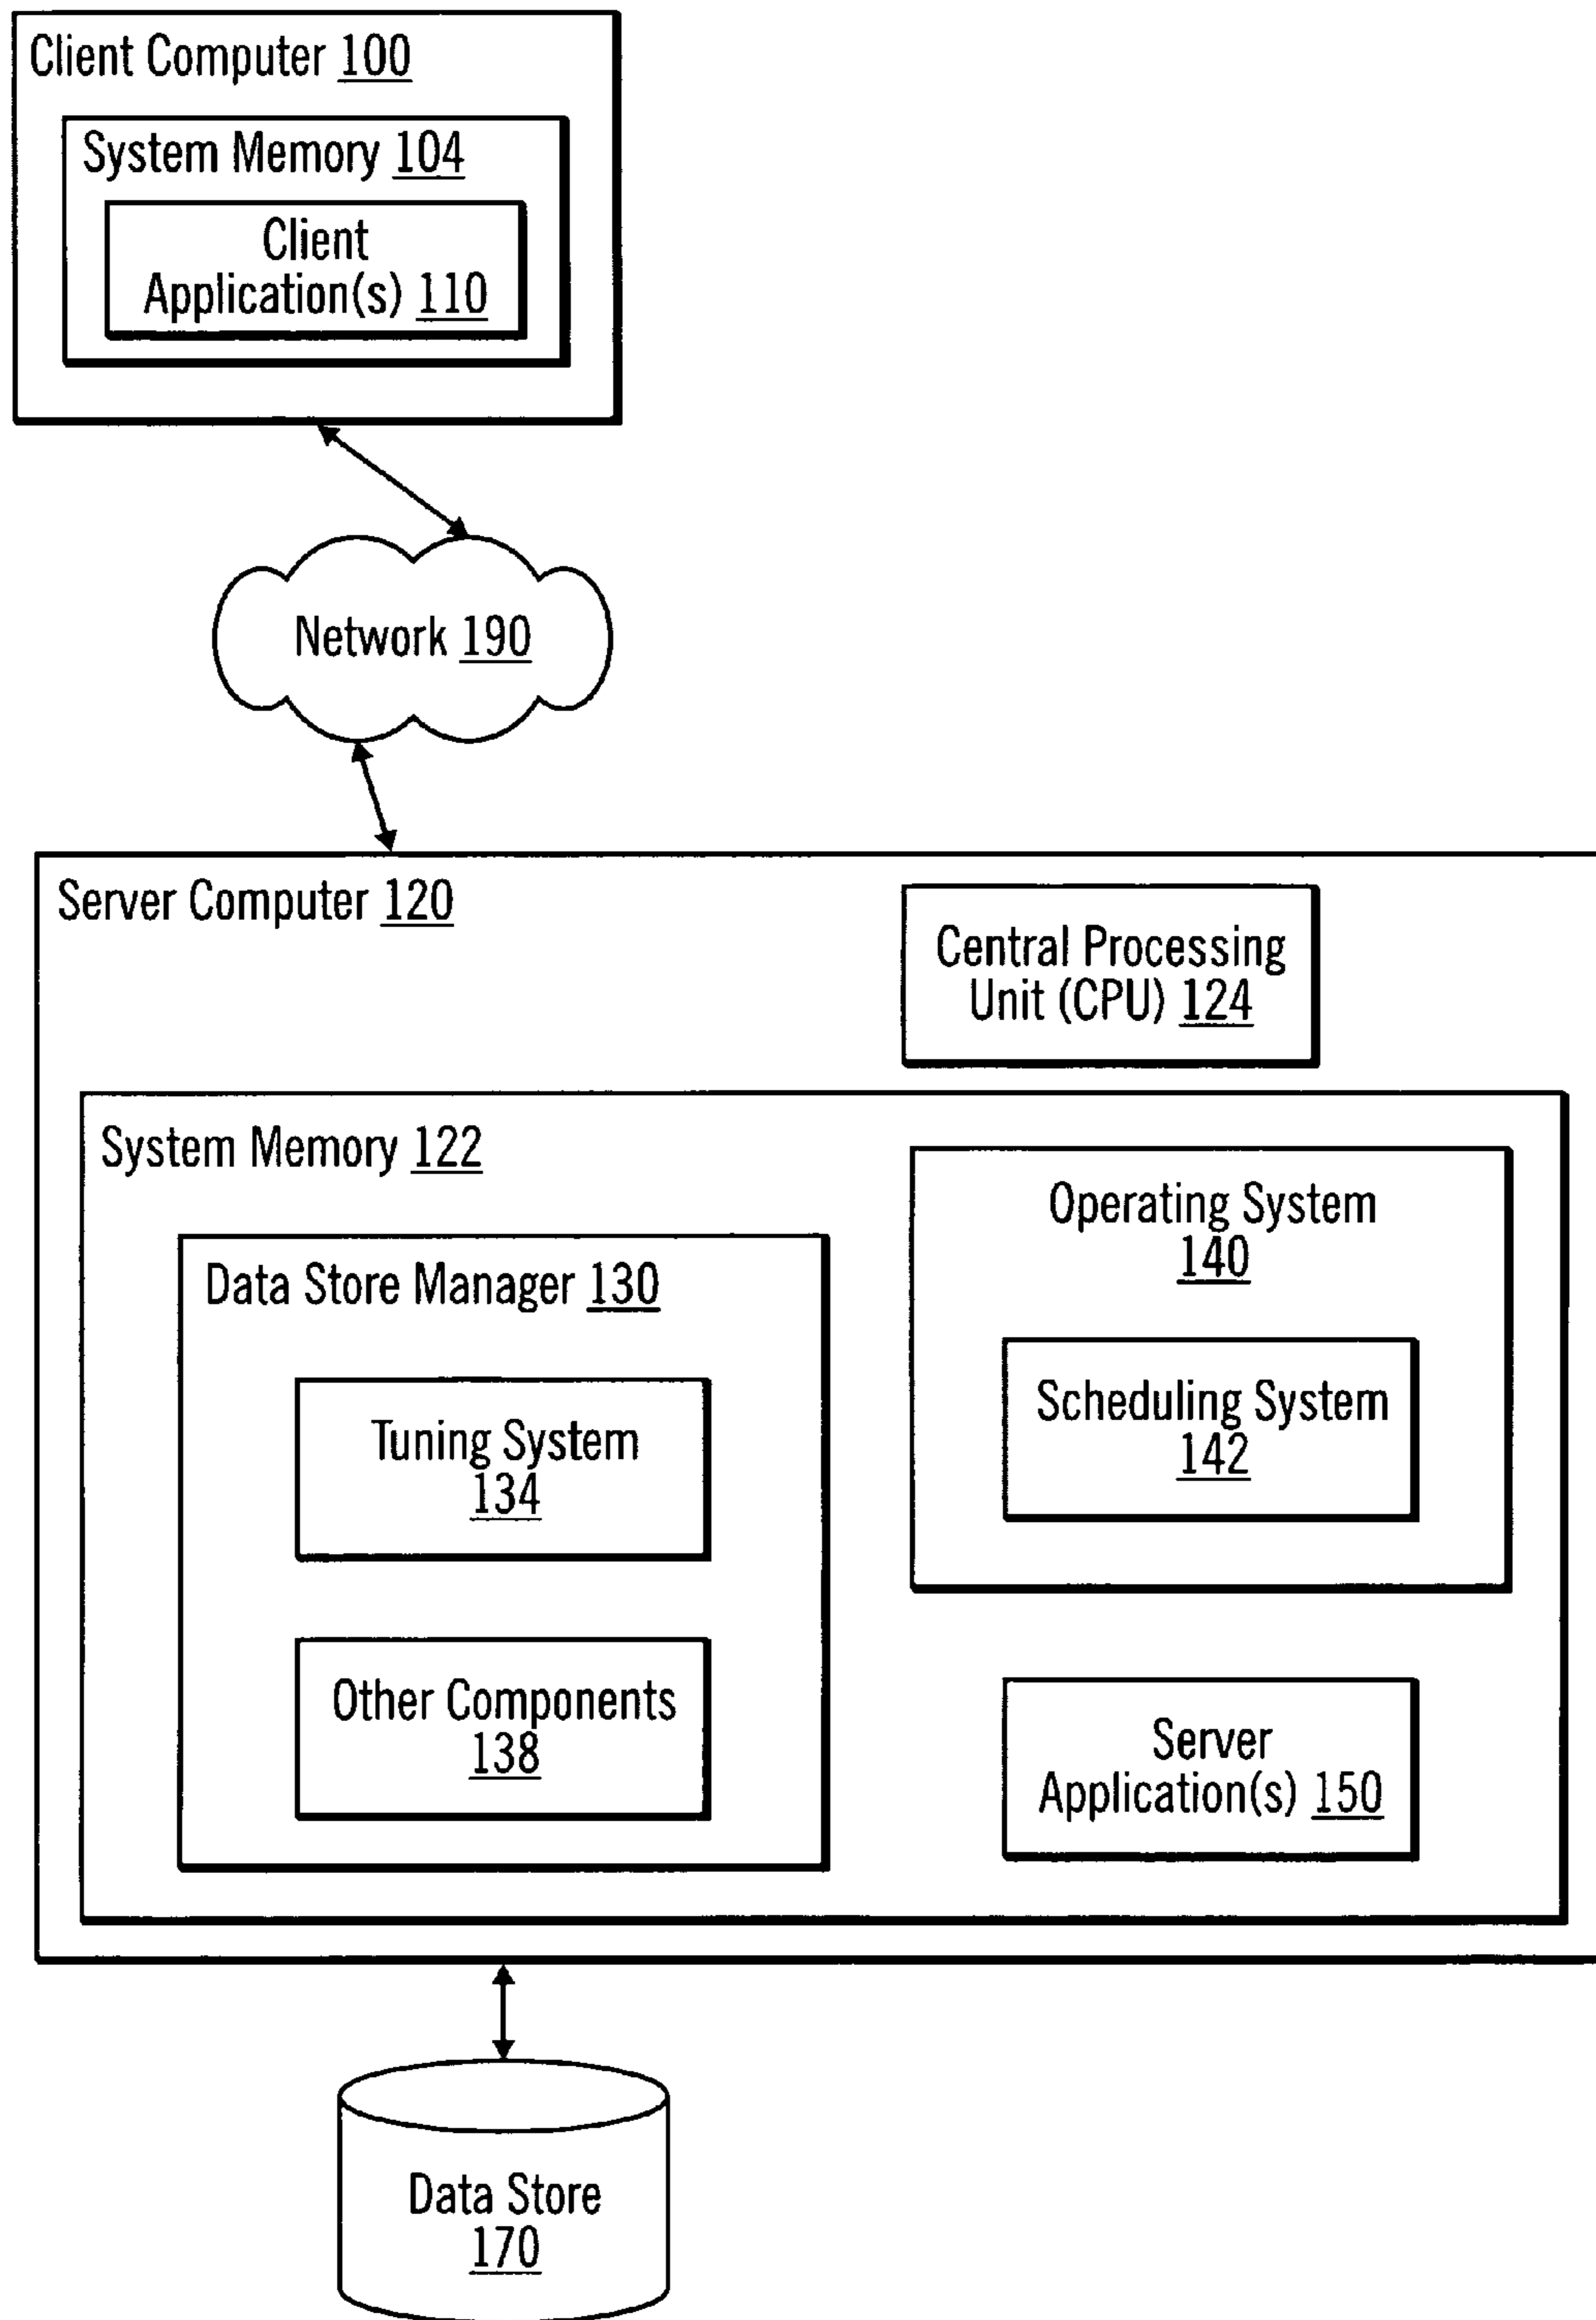 Client Computer 100
System Memory 104
Client
Application(s) 110
Network 190
Server Computer 120
Central Processing
Unit (CPU) 124
System Memory 122
Data Store Manager 130
Tuning System
134
Other Components
138
Operating System
140
Scheduling System
142
Server
Application(s) 150
Data Store
170